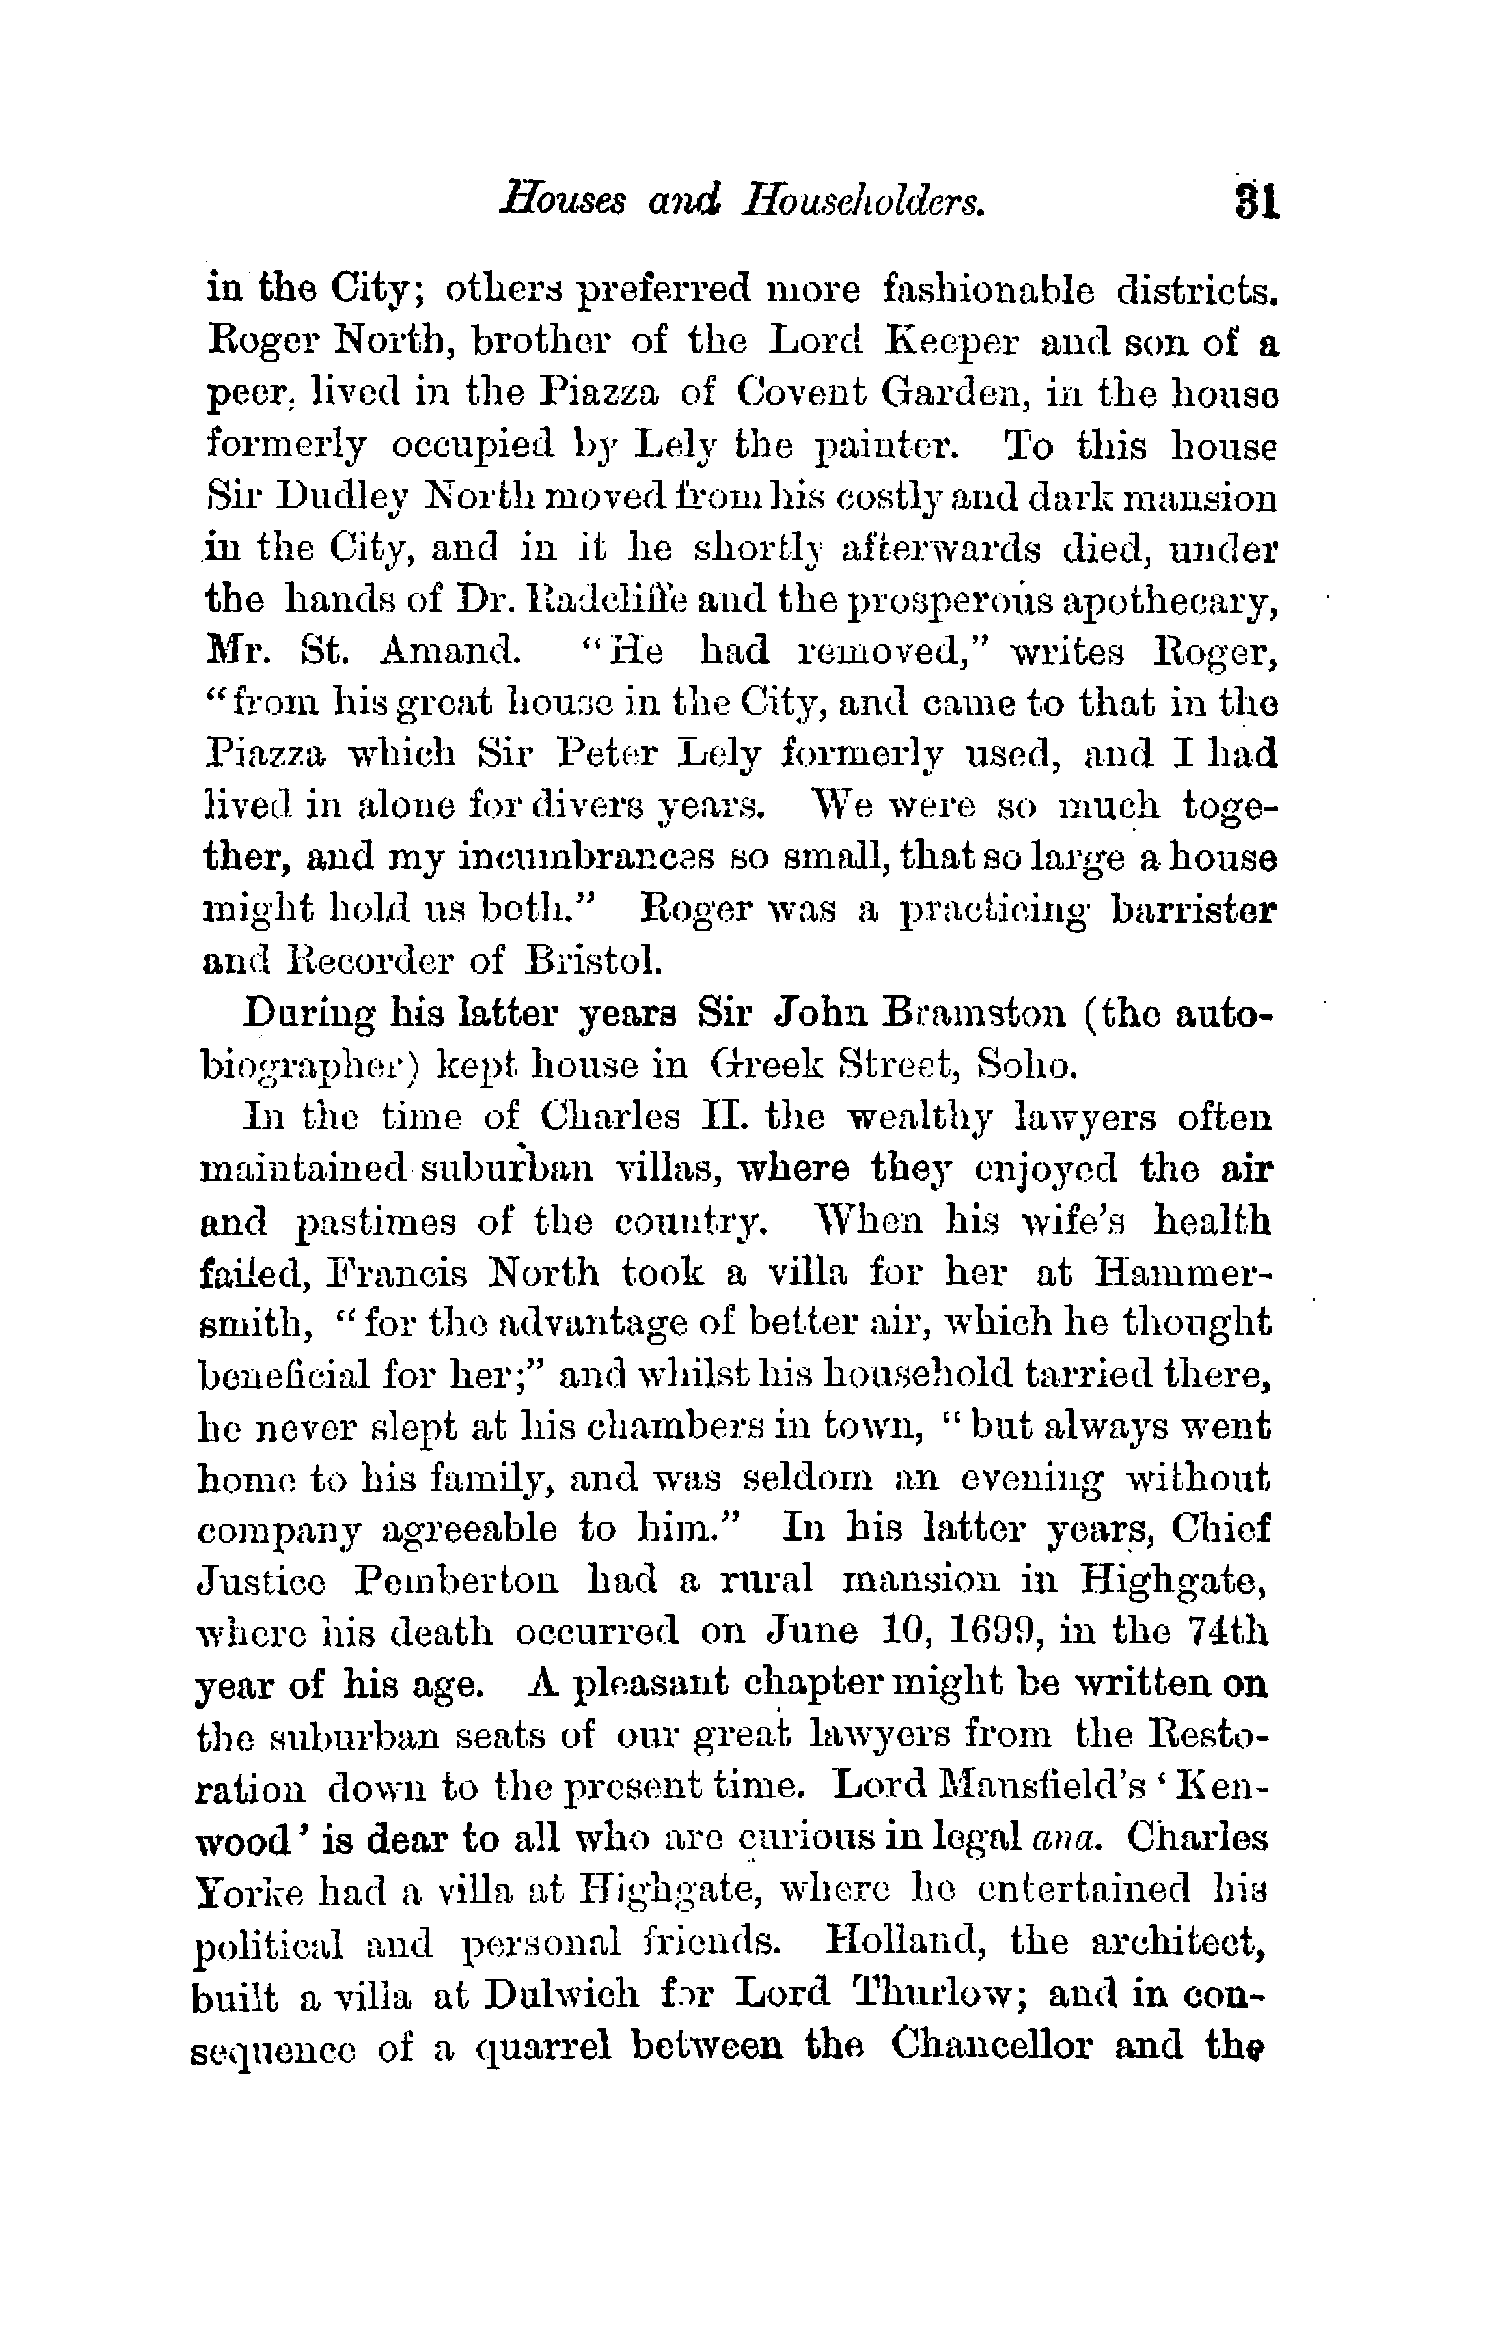 Houses and Householders. 31
in the City; others preferred more fashionable districts.
Roger North, brother of the Lord Keeper and son of a
peer, lived in the Piazza of Covent Garden, in the house
formerly occupied by Lely the painter. To this house
Sir Dudley North moved from his costly and dark mansion
in the City, and in it he shortly afterwards died, under
the hands of Dr. Radcliffe and the prosperous apothecary,
Mr. St. Amand. “He had removed,” writes Roger,
“from his great house in the City, and came to that in the
Piazza which Sir Peter Lely formerly used, and I had
lived in alone for divers years. We were so much toge-
ther, and my incumbrances so small, that so large a house
might hold us both.” Roger was a practicing barrister
and Recorder of Bristol.
During his latter years Sir John Bramston (the auto-
biographer) kept house in Greek Street, Soho.
In the time of Charles II. the wealthy lawyers often
maintained suburban villas, where they enjoyed the air
and pastimes of the country. When his wife’s health
failed, Francis North took a villa for her at Hammer-
smith, “for the advantage of better air, which he thought
beneficial for her;” and whilst his household tarried there,
he never slept at his chambers in town, “but always went
home to his family, and was seldom an evening without
company agreeable to him.” In his latter years, Chief
Justice Pemberton had a rural mansion in Highgate,
where his death occurred on June 10, 1699, in the 74th
year of his age. A pleasant chapter might be written on
the suburban seats of our great lawyers from the Resto-
ration down to the present time. Lord Mansfield’s ‘Ken-
wood’ is dear to all who are curious in legal ana. Charles
Yorke had a villa at Highgate, where he entertained his
political and personal friends. Holland, the architect,
built a villa at Dulwich for Lord Thurlow; and in con-
sequence of a quarrel between the Chancellor and the